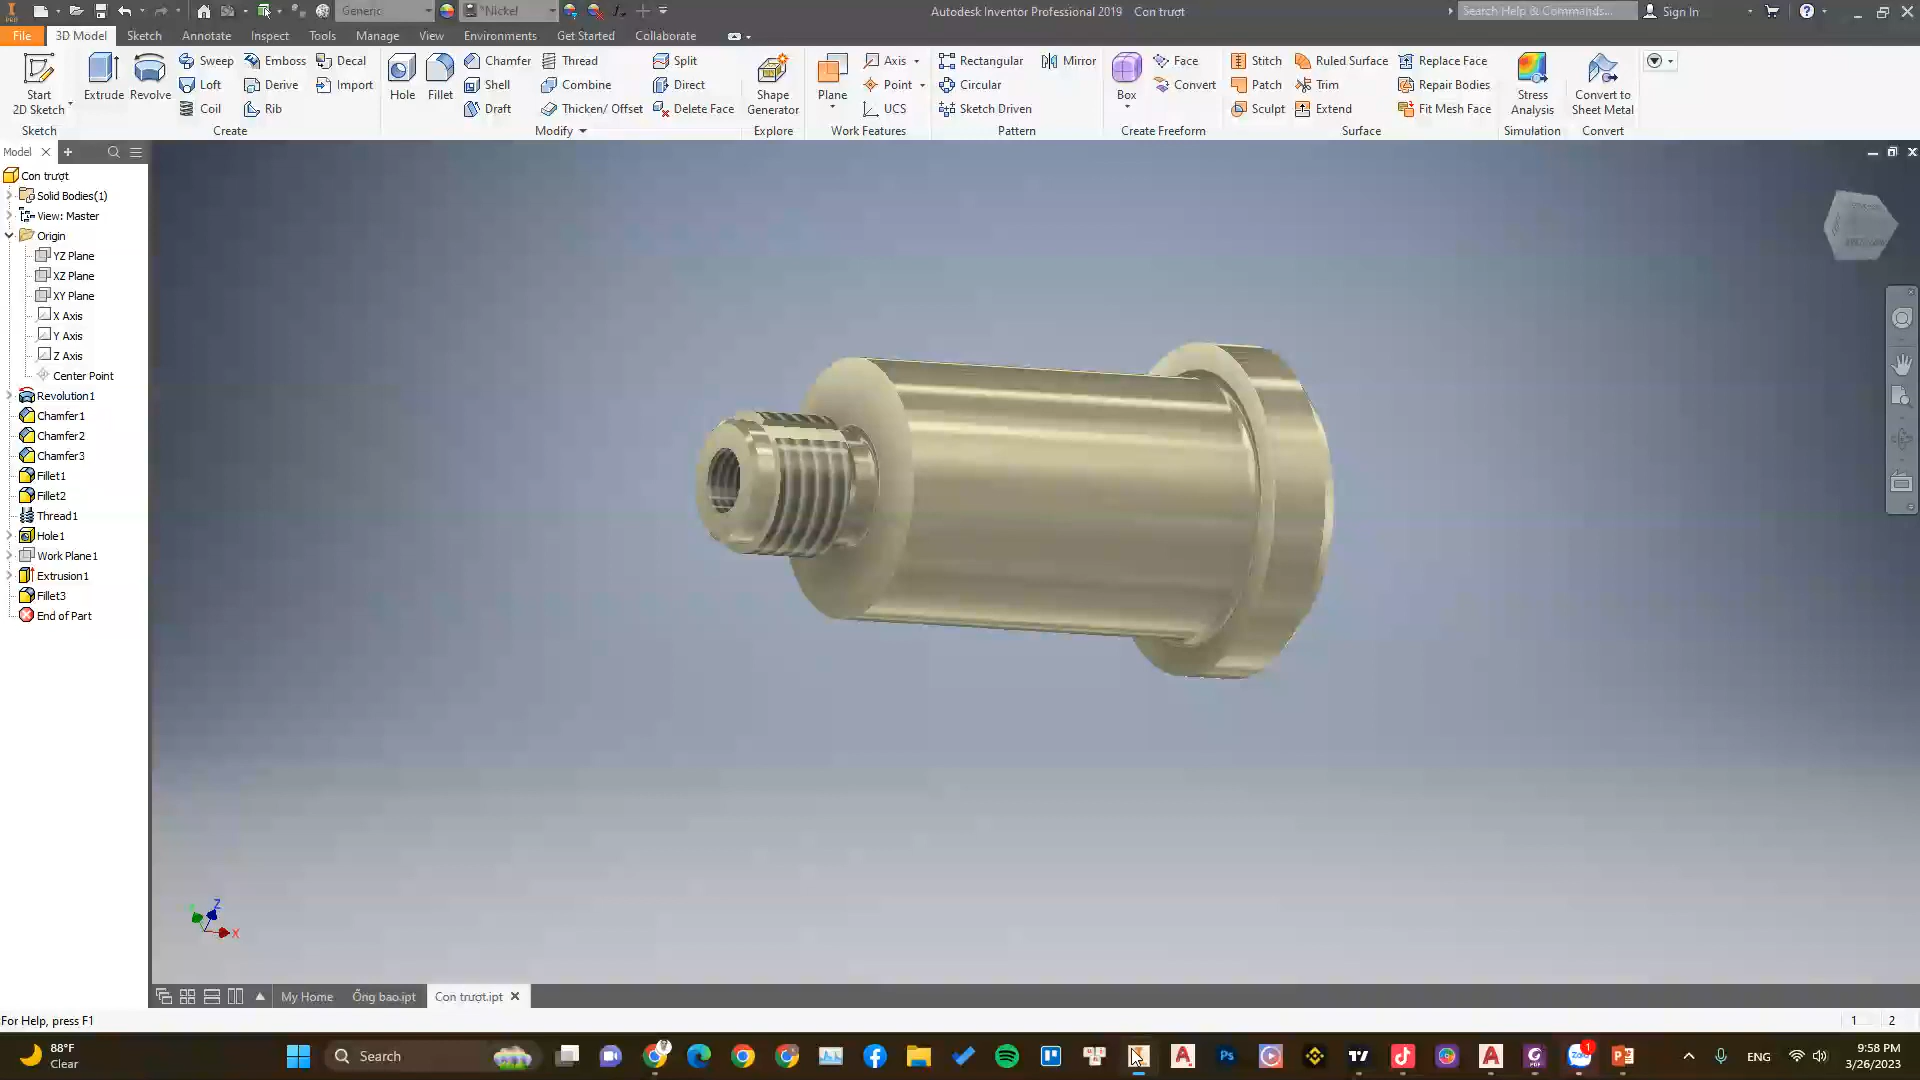 Generic
*Nickel
Autodesk Inventor Professional 2019 Con trượt
Search Help & Commands...
Sign In
File 3D Model Sketch Annotate Inspect Tools Manage View Environments Get Started Collaborate
Start 2D Sketch
Extrude
Revolve
Sweep
Emboss
Decal
Loft
Derive
Import
Coil
Rib
Hole
Fillet
Chamfer
Thread
Split
Shell
Combine
Direct
Draft
Thicken/ Offset
Delete Face
Shape Generator
Plane
Axis
Point
UCS
Rectangular
Mirror
Circular
Sketch Driven
Box
Face
Convert
Stitch
Ruled Surface
Replace Face
Patch
Trim
Repair Bodies
Sculpt
Extend
Fit Mesh Face
Stress Analysis
Convert to Sheet Metal
Sketch
Create
Modify
Explore
Work Features
Pattern
Create Freeform
Surface
Simulation
Convert
Model
Con trượt
Solid Bodies(1)
View: Master
Origin
YZ Plane
XZ Plane
XY Plane
X Axis
Y Axis
Z Axis
Center Point
Revolution1
Chamfer1
Chamfer2
Chamfer3
Fillet1
Fillet2
Thread1
Hole1
Work Plane1
Extrusion1
Fillet3
End of Part
Z
X
My Home Ống bao.ipt Con trượt.ipt
For Help, press F1
1 2
88°F
Clear
Search
1
ENG
9:58 PM
3/26/2023